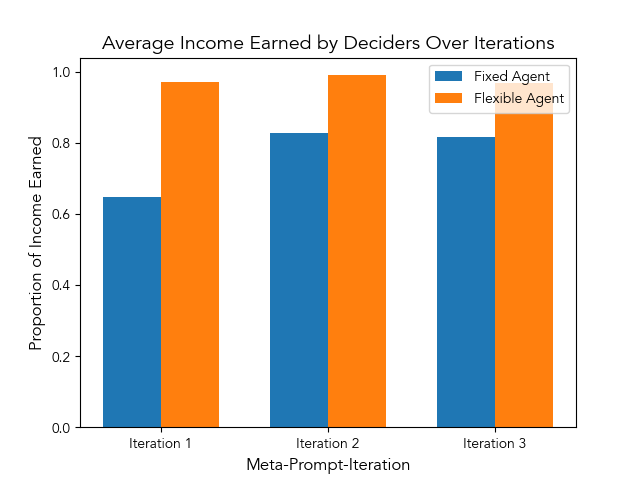 Average Income Earned by Deciders Over Iterations
Fixed Agent
Flexible Agent
Proportion of Income Earned
1.0
0.8
0.6
0.4
0.2
0.0
Iteration 1
Iteration 2
Iteration 3
Meta-Prompt-Iteration